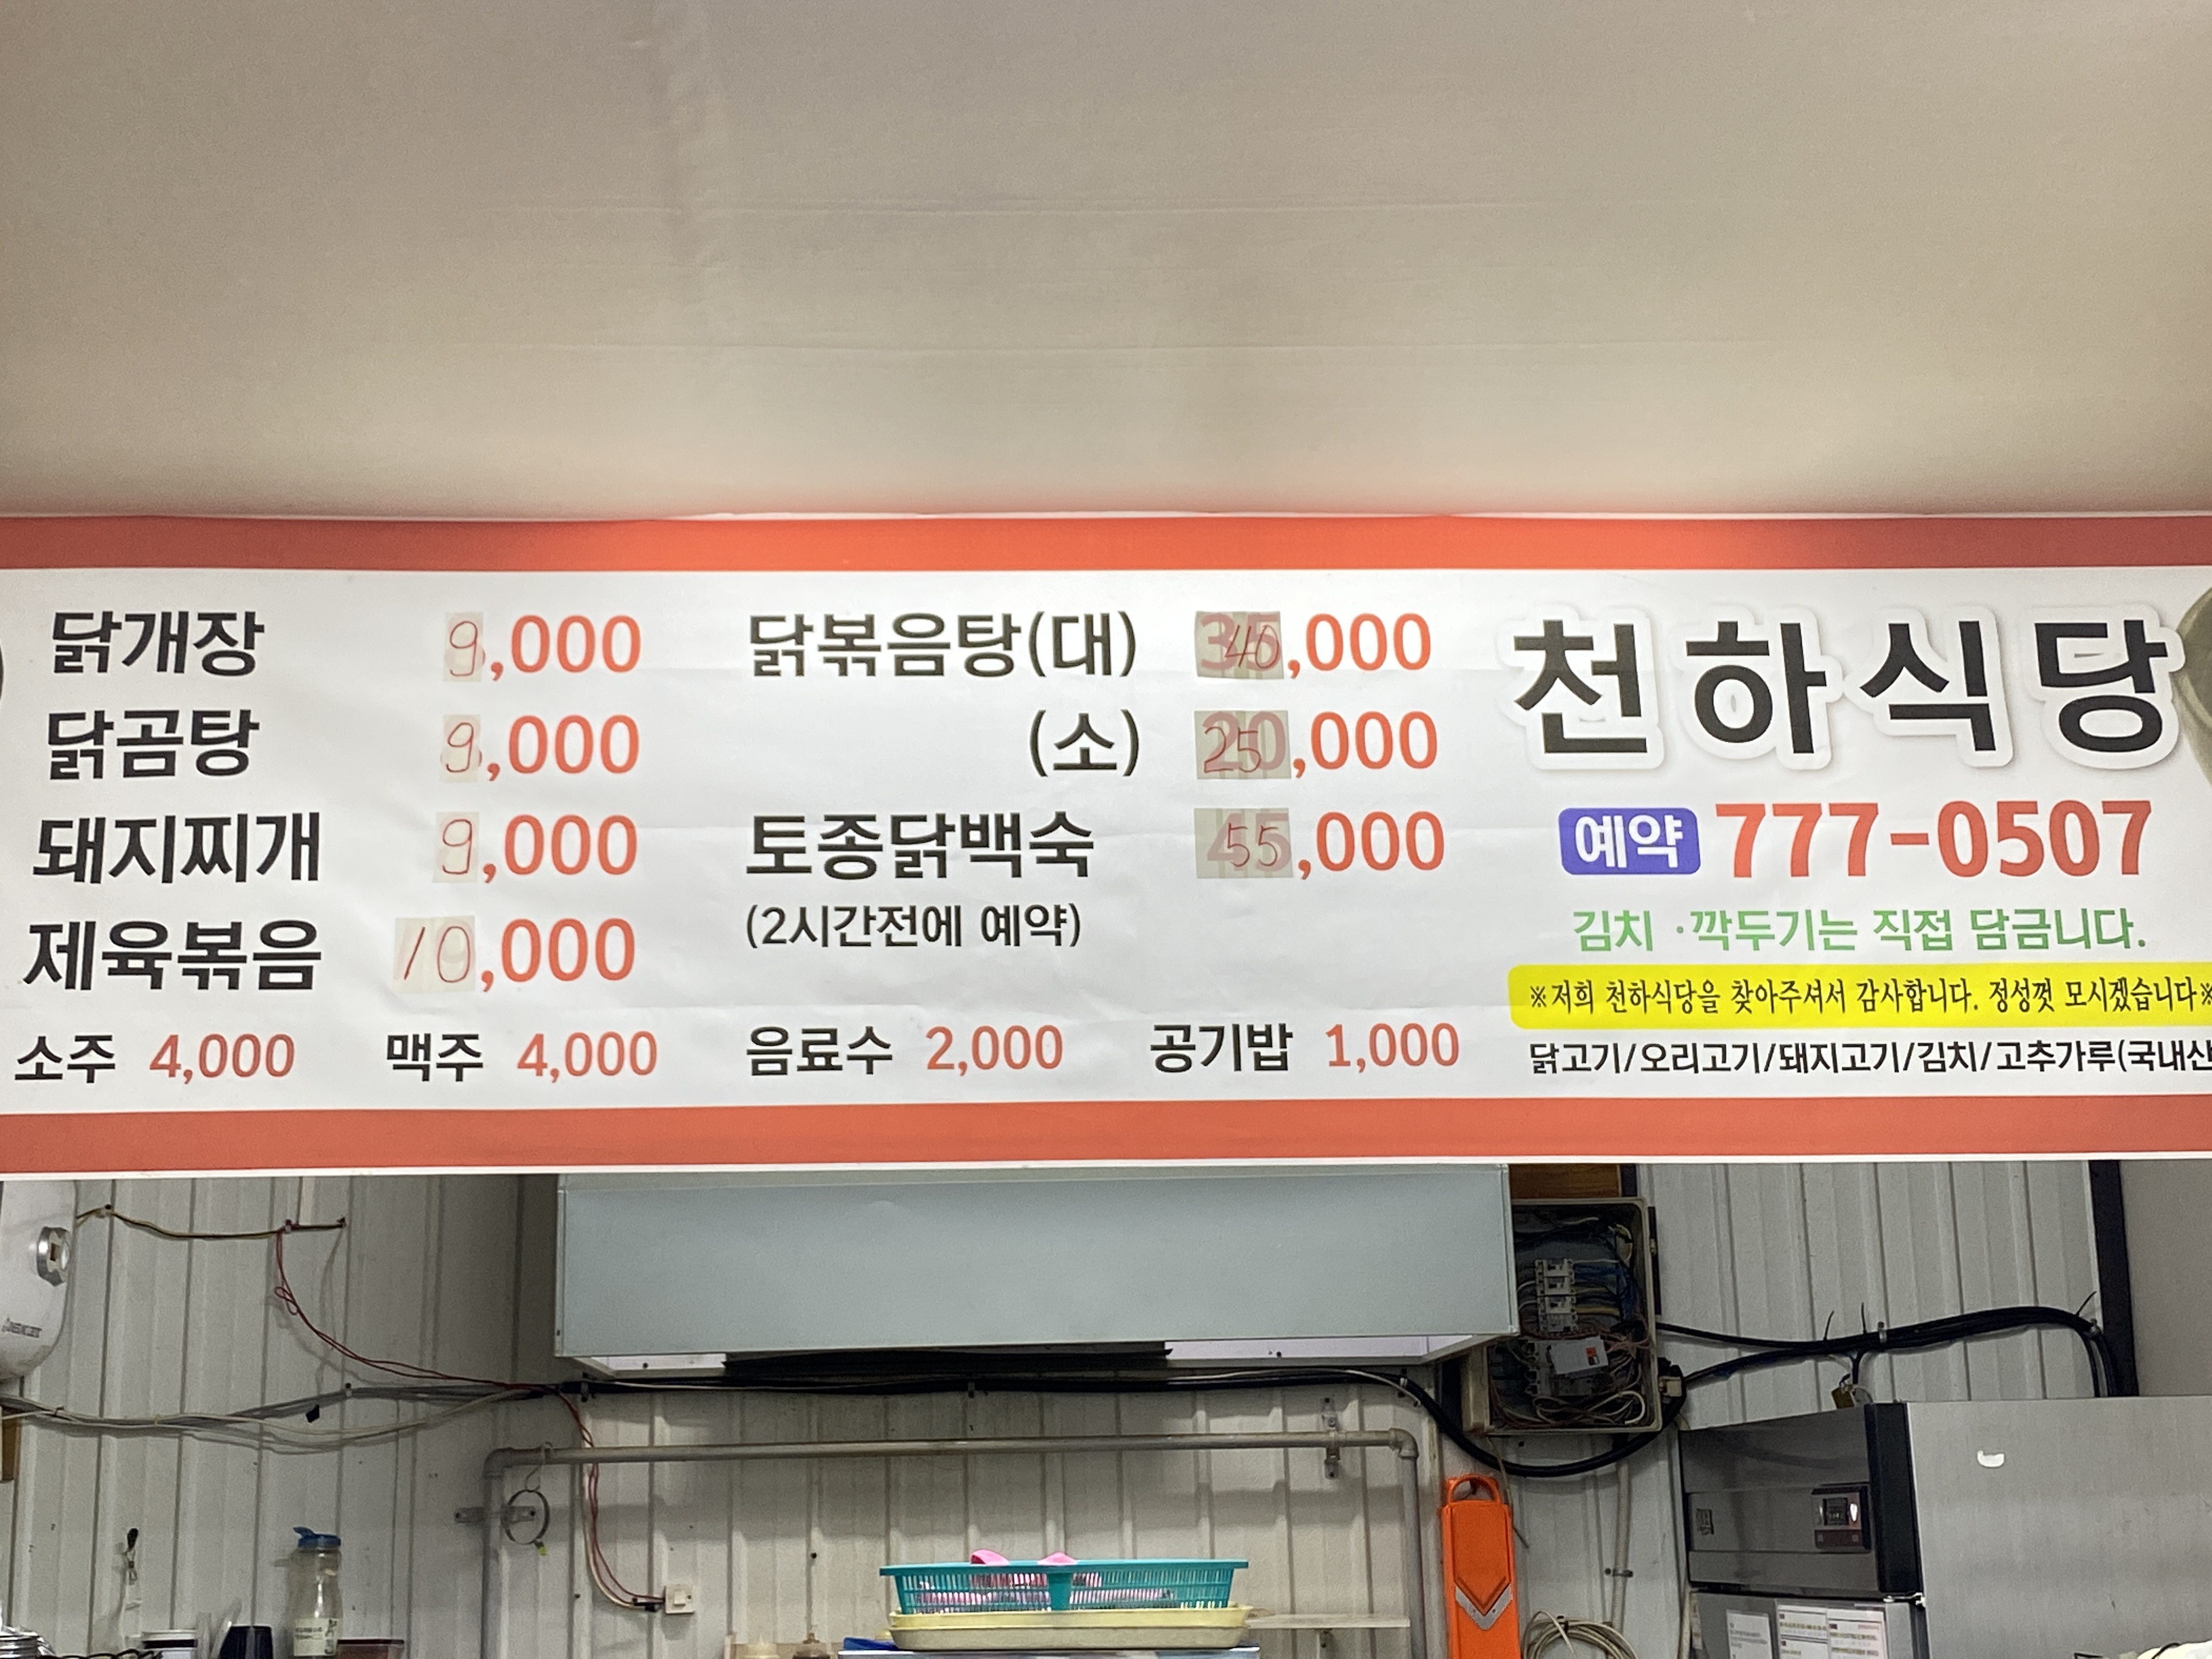 닭개장 9,000
닭곰탕 9,000
돼지찌개 9,000
제육볶음 10,000
닭볶음탕(대) 40,000
(소) 25,000
토종닭백숙 55,000
(2시간전에 예약)
소주 4,000 맥주 4,000 음료수 2,000 공기밥 1,000
천하식당
예약 777-0507
김치 ·깍두기는 직접 담금니다.
※저희 천하식당을 찾아주셔서 감사합니다. 정성껏 모시겠습니다※
닭고기/오리고기/돼지고기/김치/고추가루(국내산